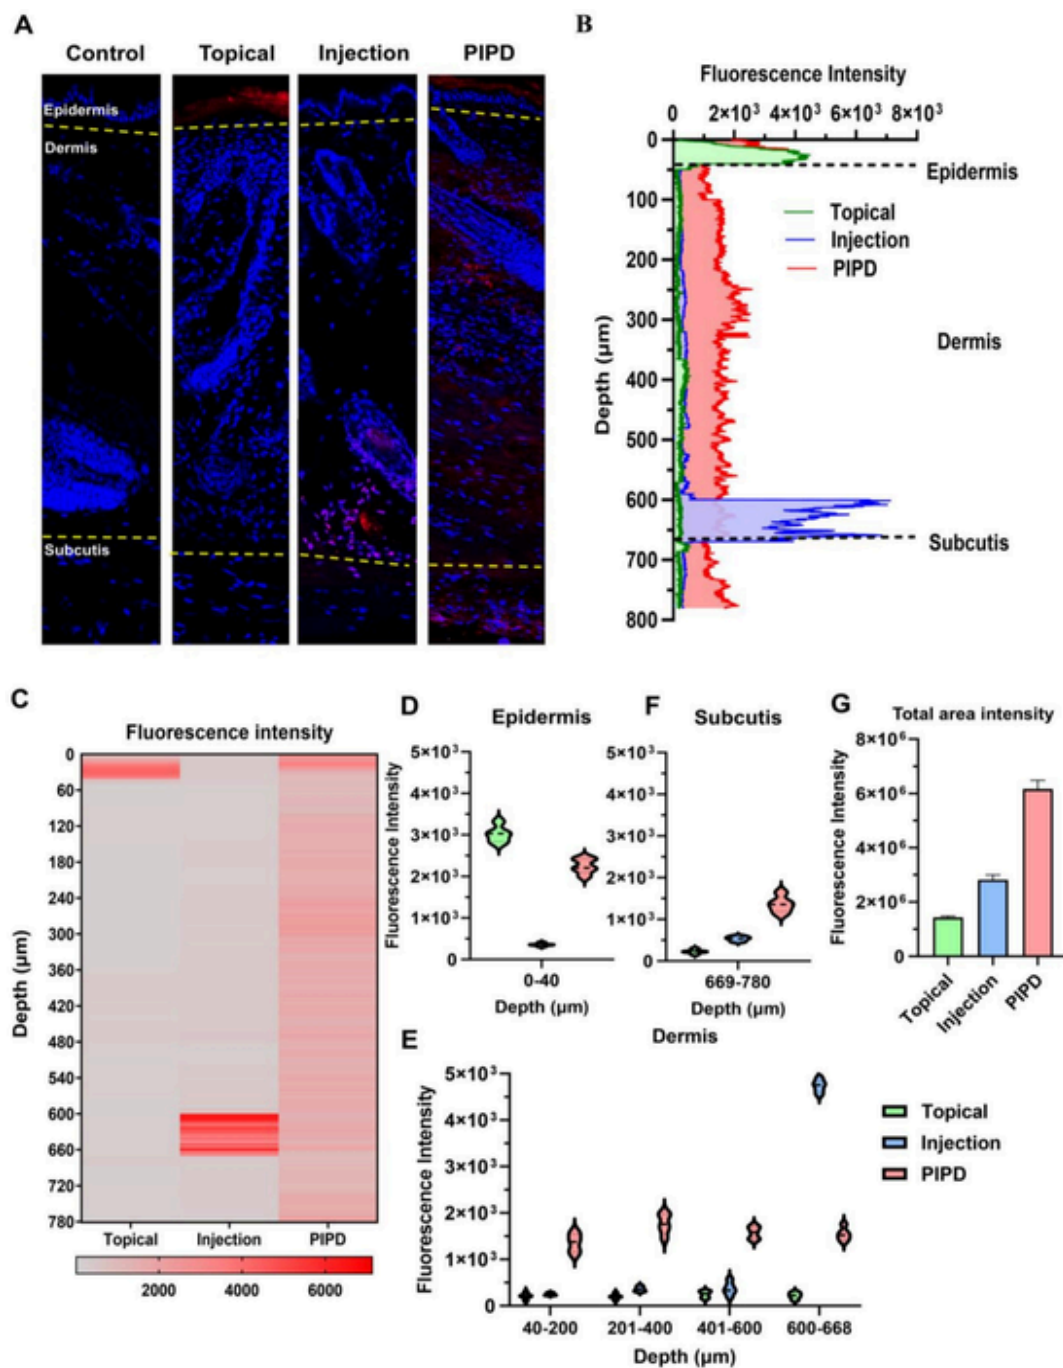 A
Control
Topical
Injection
PIPD
Epidermis
Dermis
Subcutis
B
Fluorescence Intensity
0 2×10³ 4×10³ 6×10³ 8×10³
0
100
200
300
400
500
600
700
800
Depth (µm)
Topical
Injection
PIPD
Epidermis
Dermis
Subcutis
C
Fluorescence intensity
0
60
120
180
240
300
360
420
480
540
600
660
720
780
Depth (µm)
Topical Injection PIPD
2000 4000 6000
D
Epidermis
5×10³
4×10³
3×10³
2×10³
1×10³
0
Fluorescence Intensity
0-40
Depth (µm)
F
Subcutis
5×10³
4×10³
3×10³
2×10³
1×10³
0
Fluorescence Intensity
669-780
Depth (µm)
G
Total area intensity
8×10⁶
6×10⁶
4×10⁶
2×10⁶
0
Fluorescence Intensity
Topical
Injection
PIPD
E
Dermis
5×10³
4×10³
3×10³
2×10³
1×10³
0
Fluorescence Intensity
40-200 201-400 401-600 600-668
Depth (µm)
Topical
Injection
PIPD